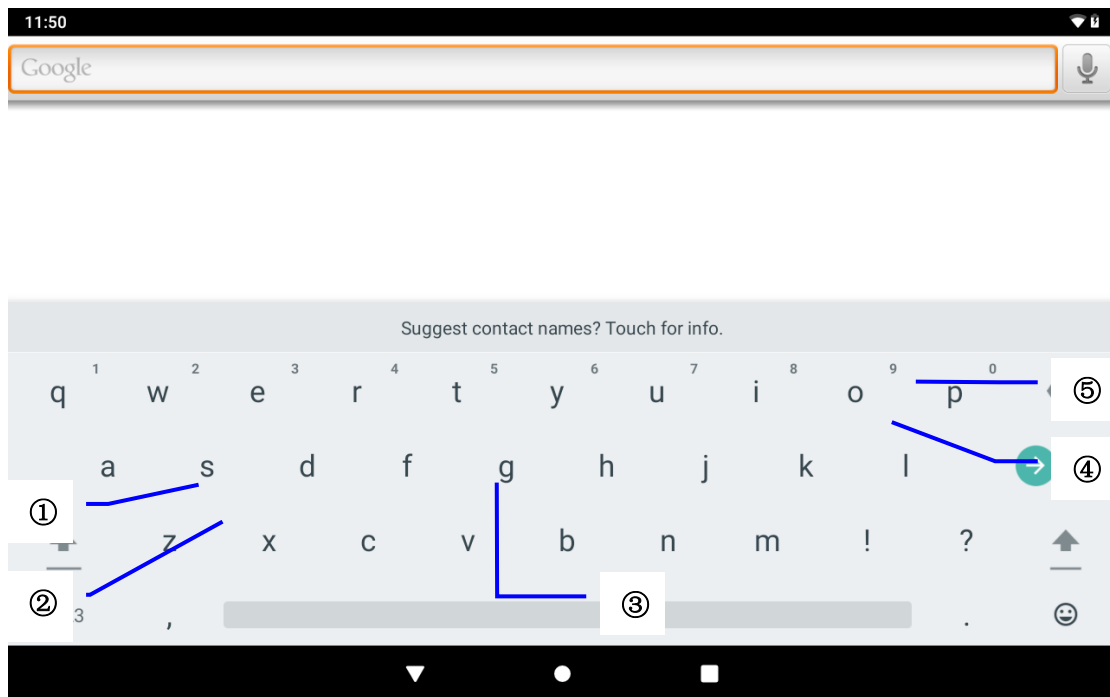 11:50
Google
Suggest contact names? Touch for info.
1 2 3 4 5 6 7 8 9 0
q w e r t y u i o p
⑤
a s d f g h j k l
④
①
z x c v b n m ! ?
②
③
3 , .